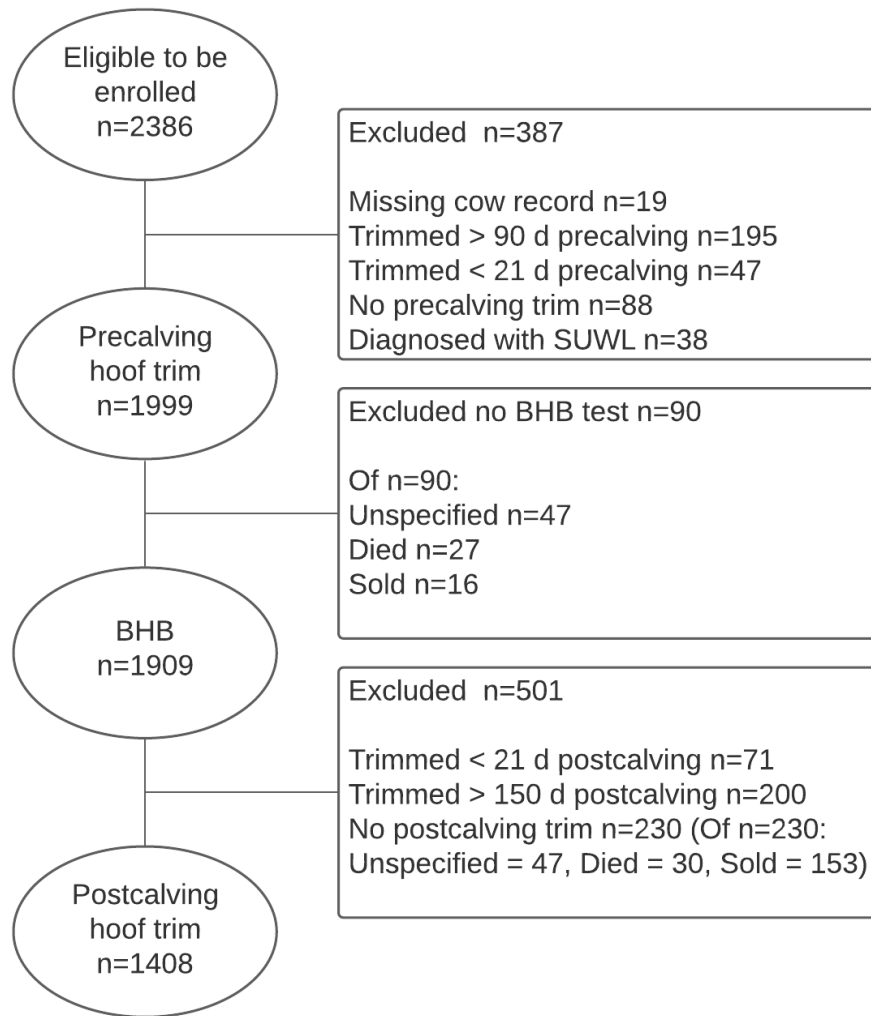 Eligible to be
enrolled
n=2386
Excluded  n=387
Missing cow record n=19
Trimmed > 90 d precalving n=195
Trimmed < 21 d precalving n=47
No precalving trim n=88
Diagnosed with SUWL n=38
Precalving
hoof trim
n=1999
Excluded no BHB test n=90
Of n=90:
Unspecified n=47
Died n=27
Sold n=16
BHB
n=1909
Excluded  n=501
Trimmed < 21 d postcalving n=71
Trimmed > 150 d postcalving n=200
No postcalving trim n=230 (Of n=230:
Unspecified = 47, Died = 30, Sold = 153)
Postcalving
hoof trim
n=1408